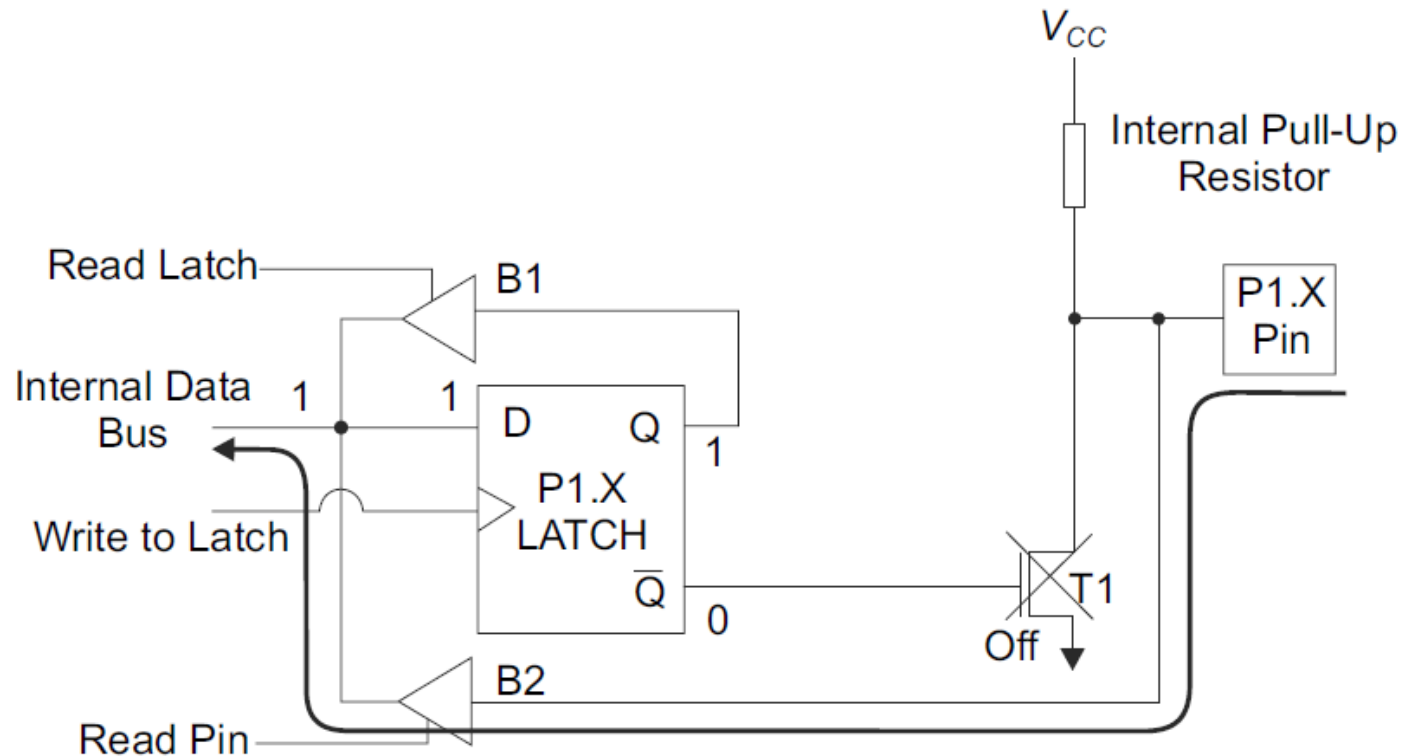 V_CC
Internal Pull-Up
Resistor
Read Latch
B1
P1.X
Pin
Internal Data
Bus
1
1
D
Q
1
P1.X
LATCH
Write to Latch
Q̅
0
T1
Off
B2
Read Pin